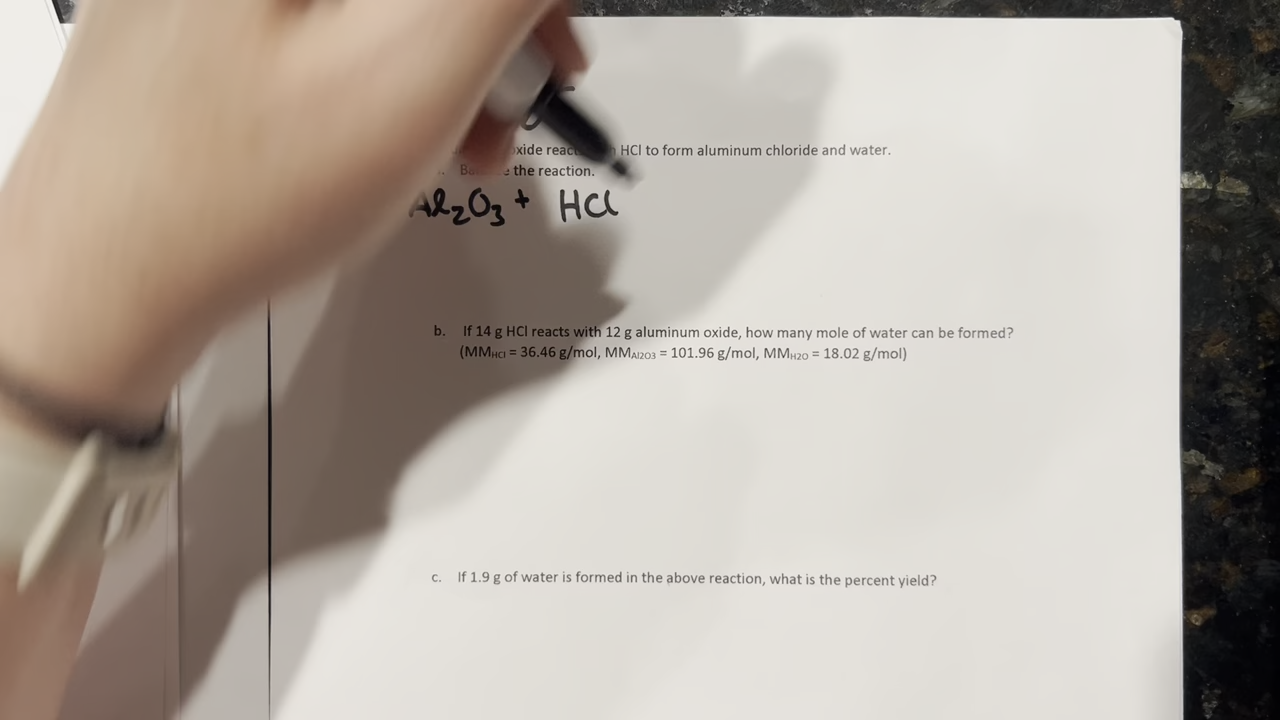 HCl to form aluminum chloride and water.
the reaction.
Al₂O₃ + HCl
b. If 14 g HCl reacts with 12 g aluminum oxide, how many mole of water can be formed?
(MMHCl = 36.46 g/mol, MMAl2O3 = 101.96 g/mol, MMH2O = 18.02 g/mol)
c. If 1.9 g of water is formed in the above reaction, what is the percent yield?